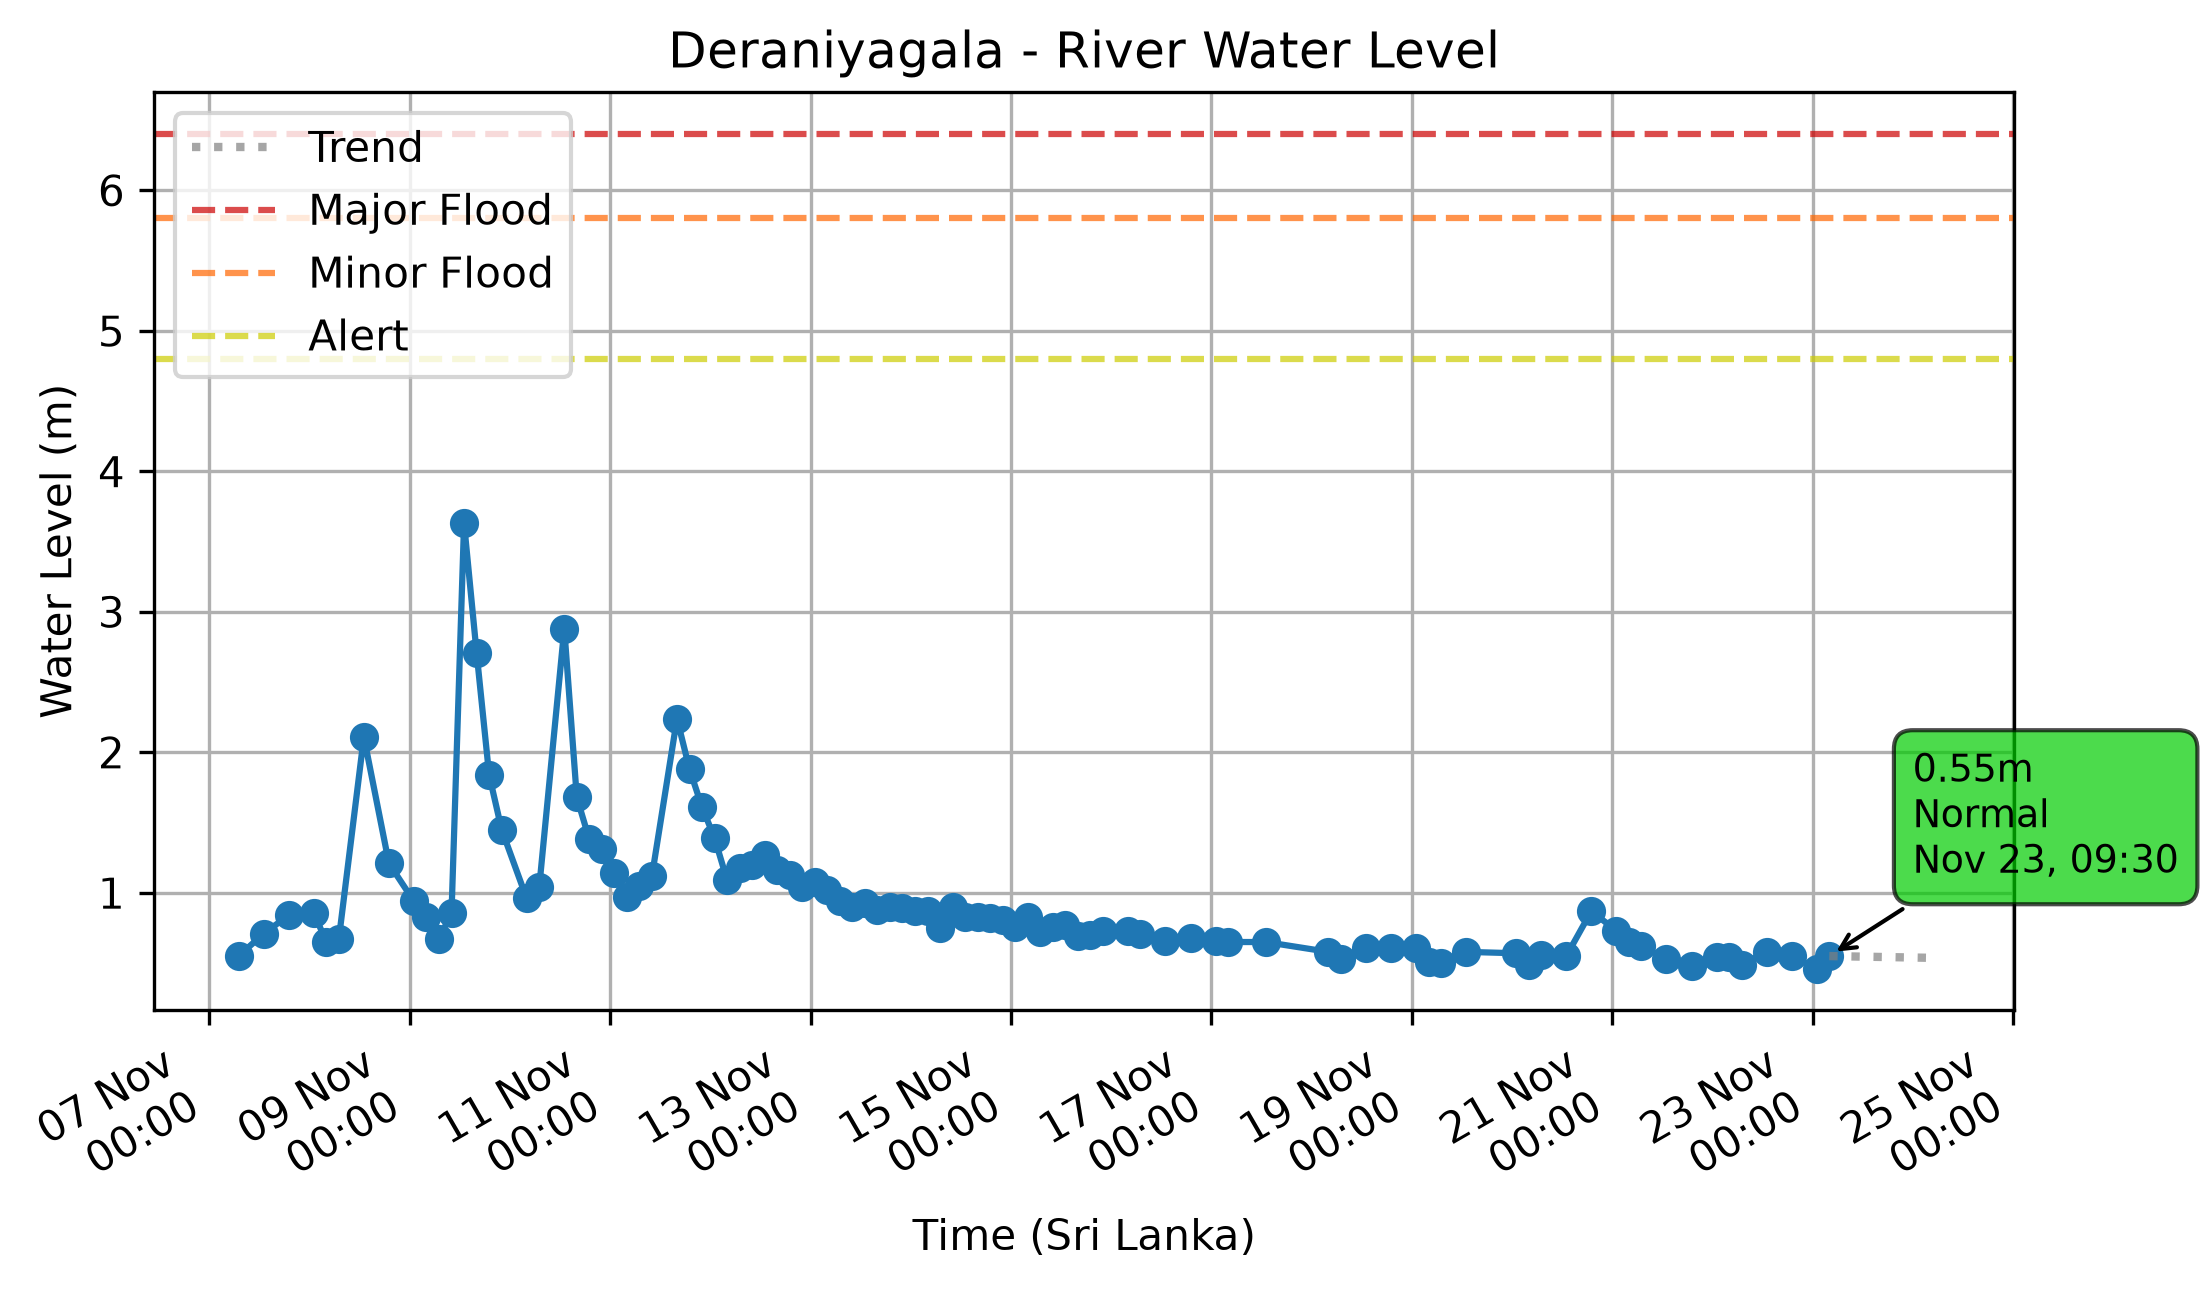 Deraniyagala - River Water Level
Trend
Major Flood
Minor Flood
Alert
6
5
4
3
2
1
Water Level (m)
0.55m
Normal
Nov 23, 09:30
07 Nov
00:00
09 Nov
00:00
11 Nov
00:00
13 Nov
00:00
15 Nov
00:00
17 Nov
00:00
19 Nov
00:00
21 Nov
00:00
23 Nov
00:00
25 Nov
00:00
Time (Sri Lanka)